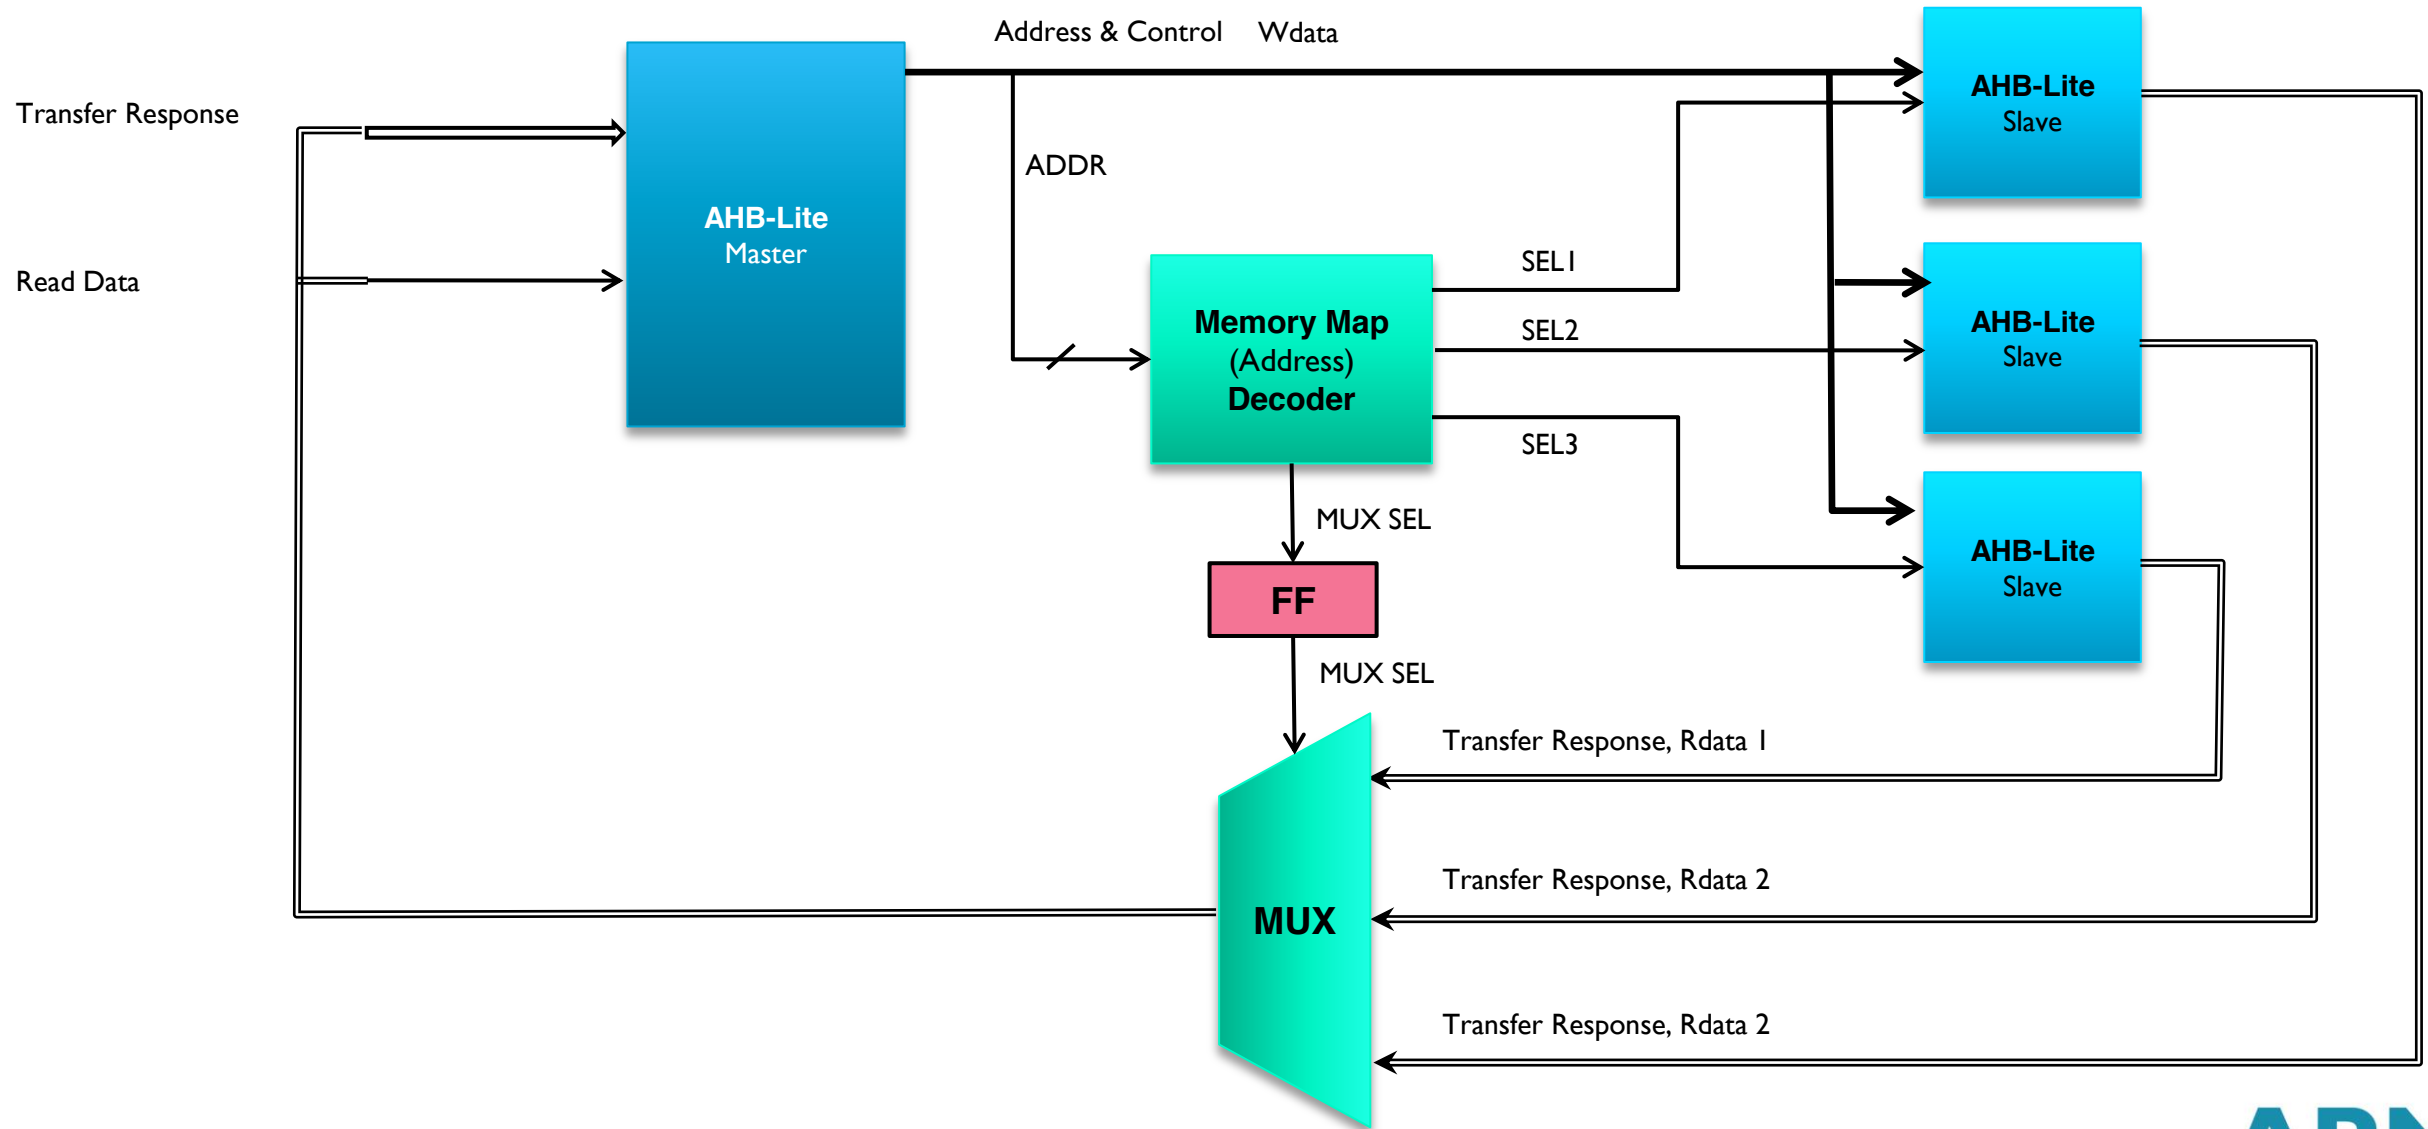 Address & Control Wdata
Transfer Response
AHB-Lite
Slave
ADDR
AHB-Lite
Master
Read Data
SEL1
Memory Map
(Address)
Decoder
SEL2
AHB-Lite
Slave
SEL3
MUX SEL
AHB-Lite
Slave
FF
MUX SEL
Transfer Response, Rdata 1
Transfer Response, Rdata 2
MUX
Transfer Response, Rdata 2